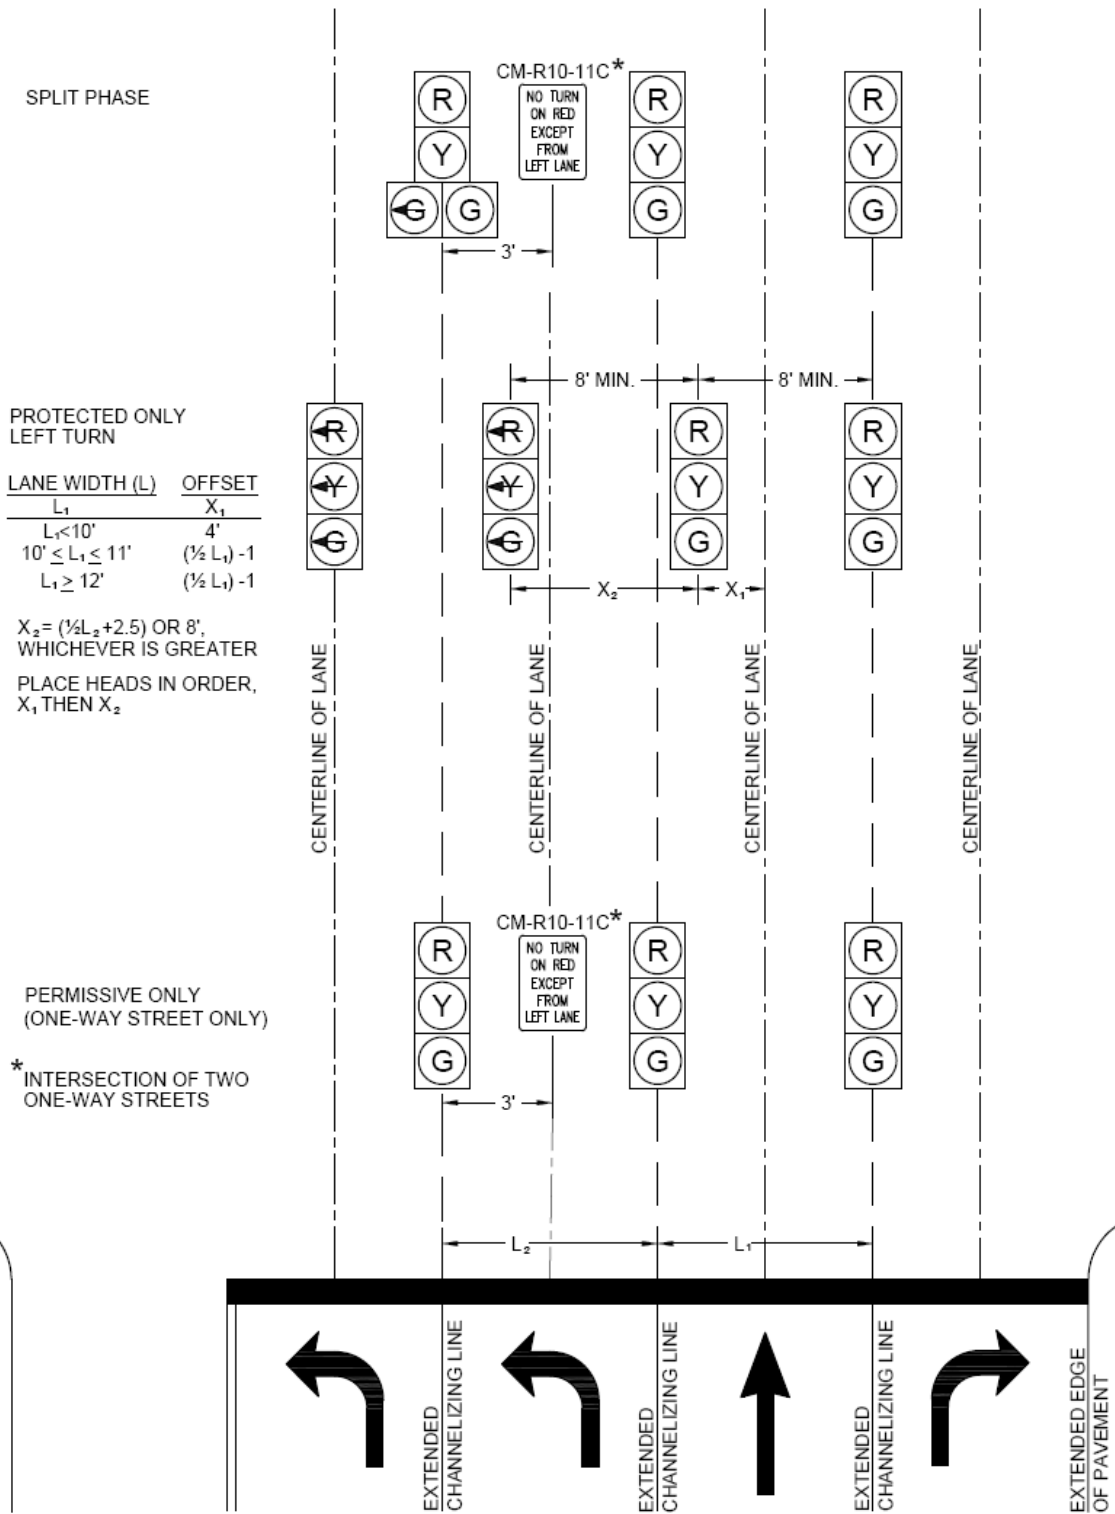 SPLIT PHASE
CM-R10-11C*
NO TURN
ON RED
EXCEPT
FROM
LEFT LANE
R
Y
G G
R
Y
G
R
Y
G
3'
8' MIN.
8' MIN.
PROTECTED ONLY
LEFT TURN
LANE WIDTH (L) OFFSET
L₁ X₁
L₁<10' 4'
10' ≤ L₁ ≤ 11' (½ L₁) -1
L₁ ≥ 12' (½ L₁) -1
X₂= (½L₂+2.5) OR 8',
WHICHEVER IS GREATER
PLACE HEADS IN ORDER,
X₁ THEN X₂
R
Y
G
R
Y
G
R
Y
G
R
Y
G
X₂
X₁
CENTERLINE OF LANE
CENTERLINE OF LANE
CENTERLINE OF LANE
CENTERLINE OF LANE
PERMISSIVE ONLY
(ONE-WAY STREET ONLY)
*INTERSECTION OF TWO
ONE-WAY STREETS
CM-R10-11C*
NO TURN
ON RED
EXCEPT
FROM
LEFT LANE
R
Y
G
R
Y
G
R
Y
G
3'
L₂
L₁
EXTENDED
CHANNELIZING LINE
EXTENDED
CHANNELIZING LINE
EXTENDED
CHANNELIZING LINE
EXTENDED EDGE
OF PAVEMENT